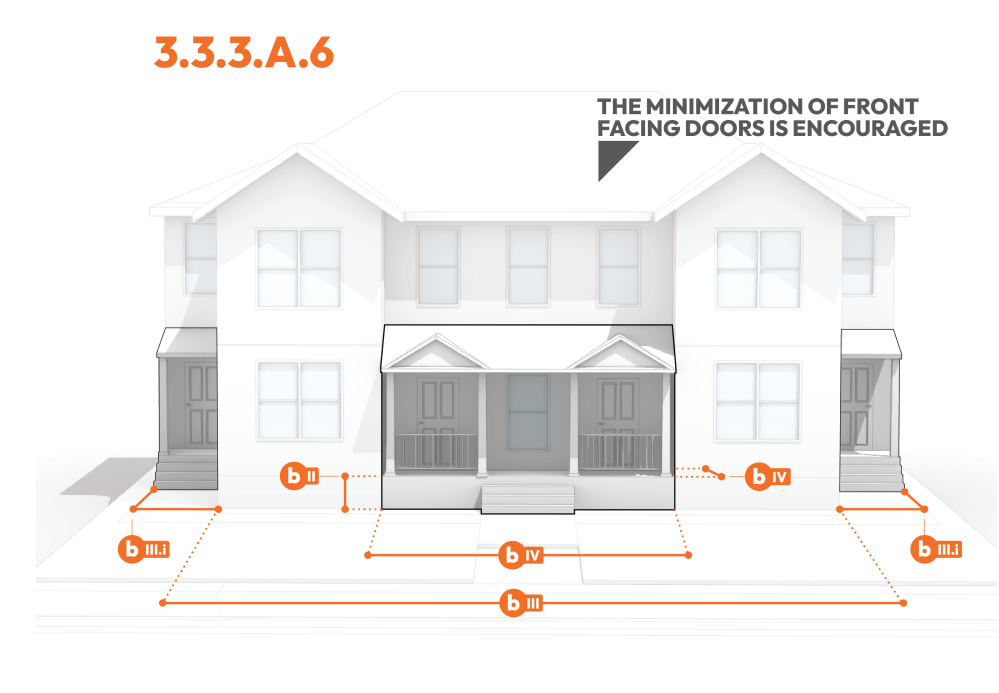 3.3.3.A.6
THE MINIMIZATION OF FRONT
FACING DOORS IS ENCOURAGED
b II
b IV
b III.i
b IV
b III.i
b III